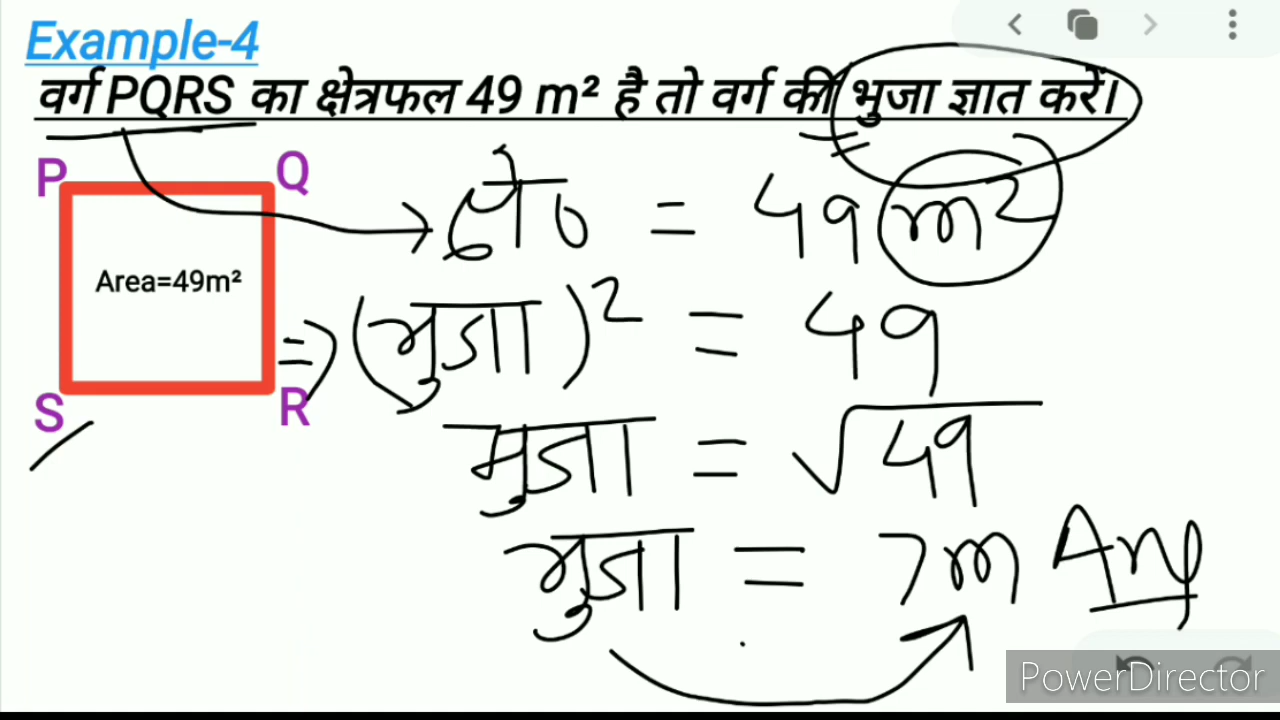 Example-4
वर्ग PQRS का क्षेत्रफल 49 m² है तो वर्ग की भुजा ज्ञात करें।
P Q
क्षे० = 49 m²
Area=49m²
⇒ (भुजा)² = 49
S R
भुजा = √49
भुजा = 7m Ans
PowerDirector